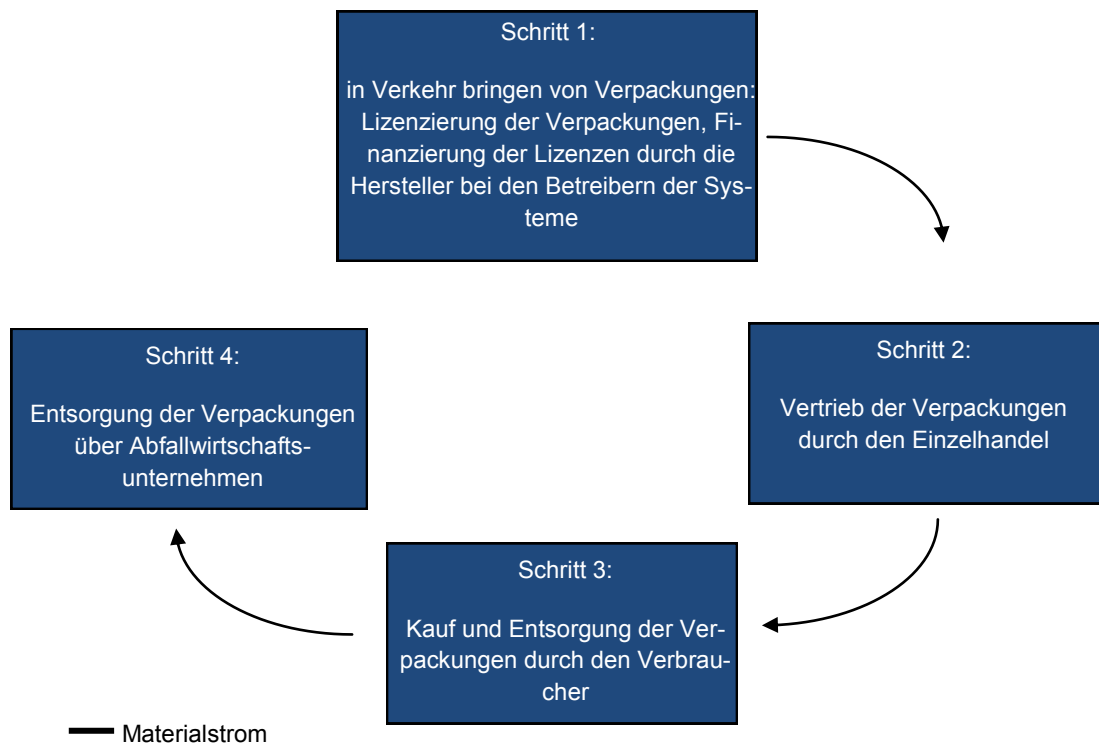 Schritt 1:
in Verkehr bringen von Verpackungen:
Lizenzierung der Verpackungen, Fi-
nanzierung der Lizenzen durch die
Hersteller bei den Betreibern der Sys-
teme
Schritt 2:
Vertrieb der Verpackungen
durch den Einzelhandel
Schritt 3:
Kauf und Entsorgung der Ver-
packungen durch den Verbrau-
cher
Schritt 4:
Entsorgung der Verpackungen
über Abfallwirtschafts-
unternehmen
Materialstrom